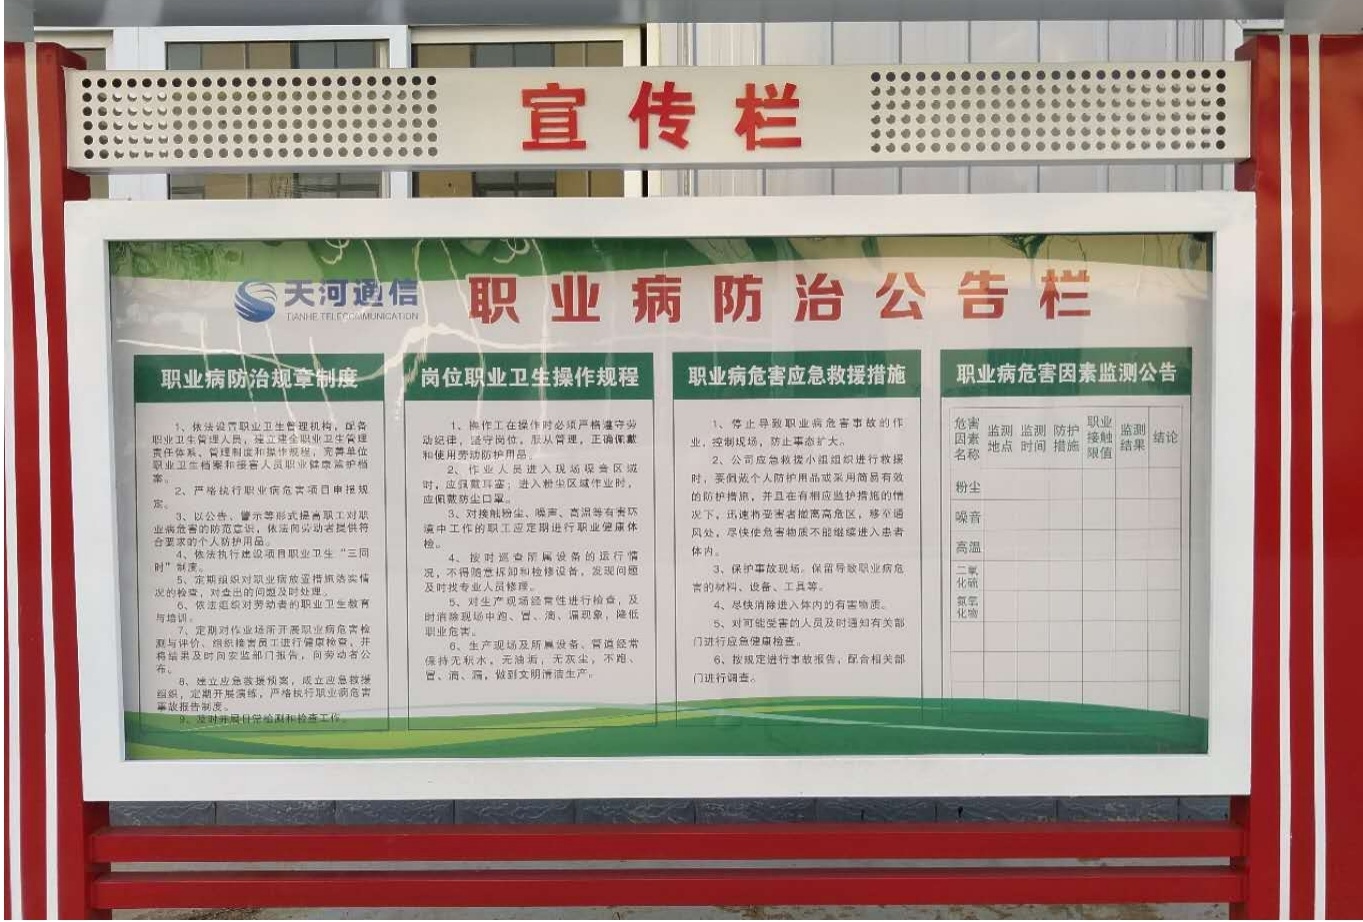 宣传栏
天河通信
TIANHE TELECOMMUNICATION
职业病防治公告栏
职业病防治规章制度
1、依法设置职业卫生管理机构，配备
职业卫生管理人员，建立健全职业卫生管理
责任体系、管理制度和操作规程，完善单位
职业卫生档案和接害人员职业健康监护档
案。
2、严格执行职业病危害项目申报规
定。
3、以公告、警示等形式提高职工对职
业病危害的防范意识，依法向劳动者提供符
合要求的个人防护用品。
4、依法执行建设项目职业卫生“三同
时”制度。
5、定期组织对职业病防治措施落实情
况的检查，对查出的问题及时处理。
6、依法组织对劳动者的职业卫生教育
与培训。
7、定期对作业场所开展职业病危害检
测与评价、组织接害员工进行健康检查，并
将结果及时向安监部门报告，向劳动者公
布。
8、建立应急救援预案，成立应急救援
组织，定期开展演练，严格执行职业病危害
事故报告制度。
9、及时开展日常检测和检查工作。
岗位职业卫生操作规程
1、操作工在操作时必须严格遵守劳
动纪律，坚守岗位，服从管理，正确佩戴
和使用劳动防护用品。
2、作业人员进入现场噪音区域
时，应佩戴耳塞；进入粉尘区域作业时，
应佩戴防尘口罩。
3、对接触粉尘、噪声、高温等有害环
境中工作的职工应定期进行职业健康体
检。
4、按时巡查所属设备的运行情
况，不得随意拆卸和检修设备，发现问题
及时找专业人员修理。
5、对生产现场经常性进行检查，及
时消除现场中跑、冒、滴、漏现象，降低
职业危害。
6、生产现场及所属设备、管道经常
保持无积水，无油垢，无灰尘，不跑、
冒、滴、漏，做到文明清洁生产。
职业病危害应急救援措施
1、停止导致职业病危害事故的作
业，控制现场，防止事态扩大。
2、公司应急救援小组组织进行救援
时，要佩戴个人防护用品或采用简易有效
的防护措施，并且在有相应监护措施的情
况下，迅速将受害者撤离高危区，移至通
风处，尽快使危害物质不能继续进入患者
体内。
3、保护事故现场，保留导致职业病危
害的材料、设备、工具等。
4、尽快消除进入体内的有害物质。
5、对可能受害的人员及时通知有关部
门进行应急健康检查。
6、按规定进行事故报告，配合相关部
门进行调查。
职业病危害因素监测公告
危害因素名称 监测地点 监测时间 防护措施 职业接触限值 监测结果 结论
粉尘
噪音
高温
二氧化硫
氮氧化物